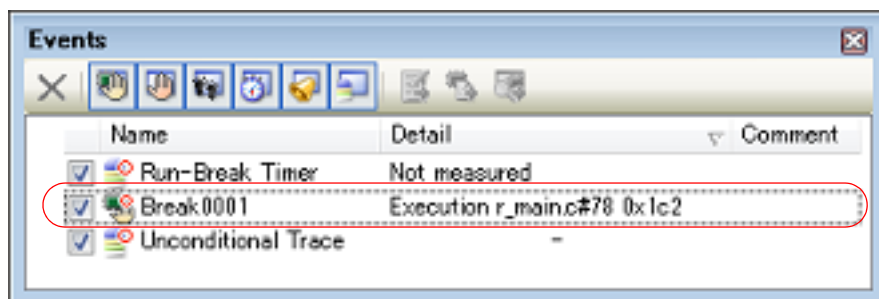 Events
Name Detail Comment
Run-Break Timer Not measured
Break0001 Execution r_main.c#78 0x1c2
Unconditional Trace -